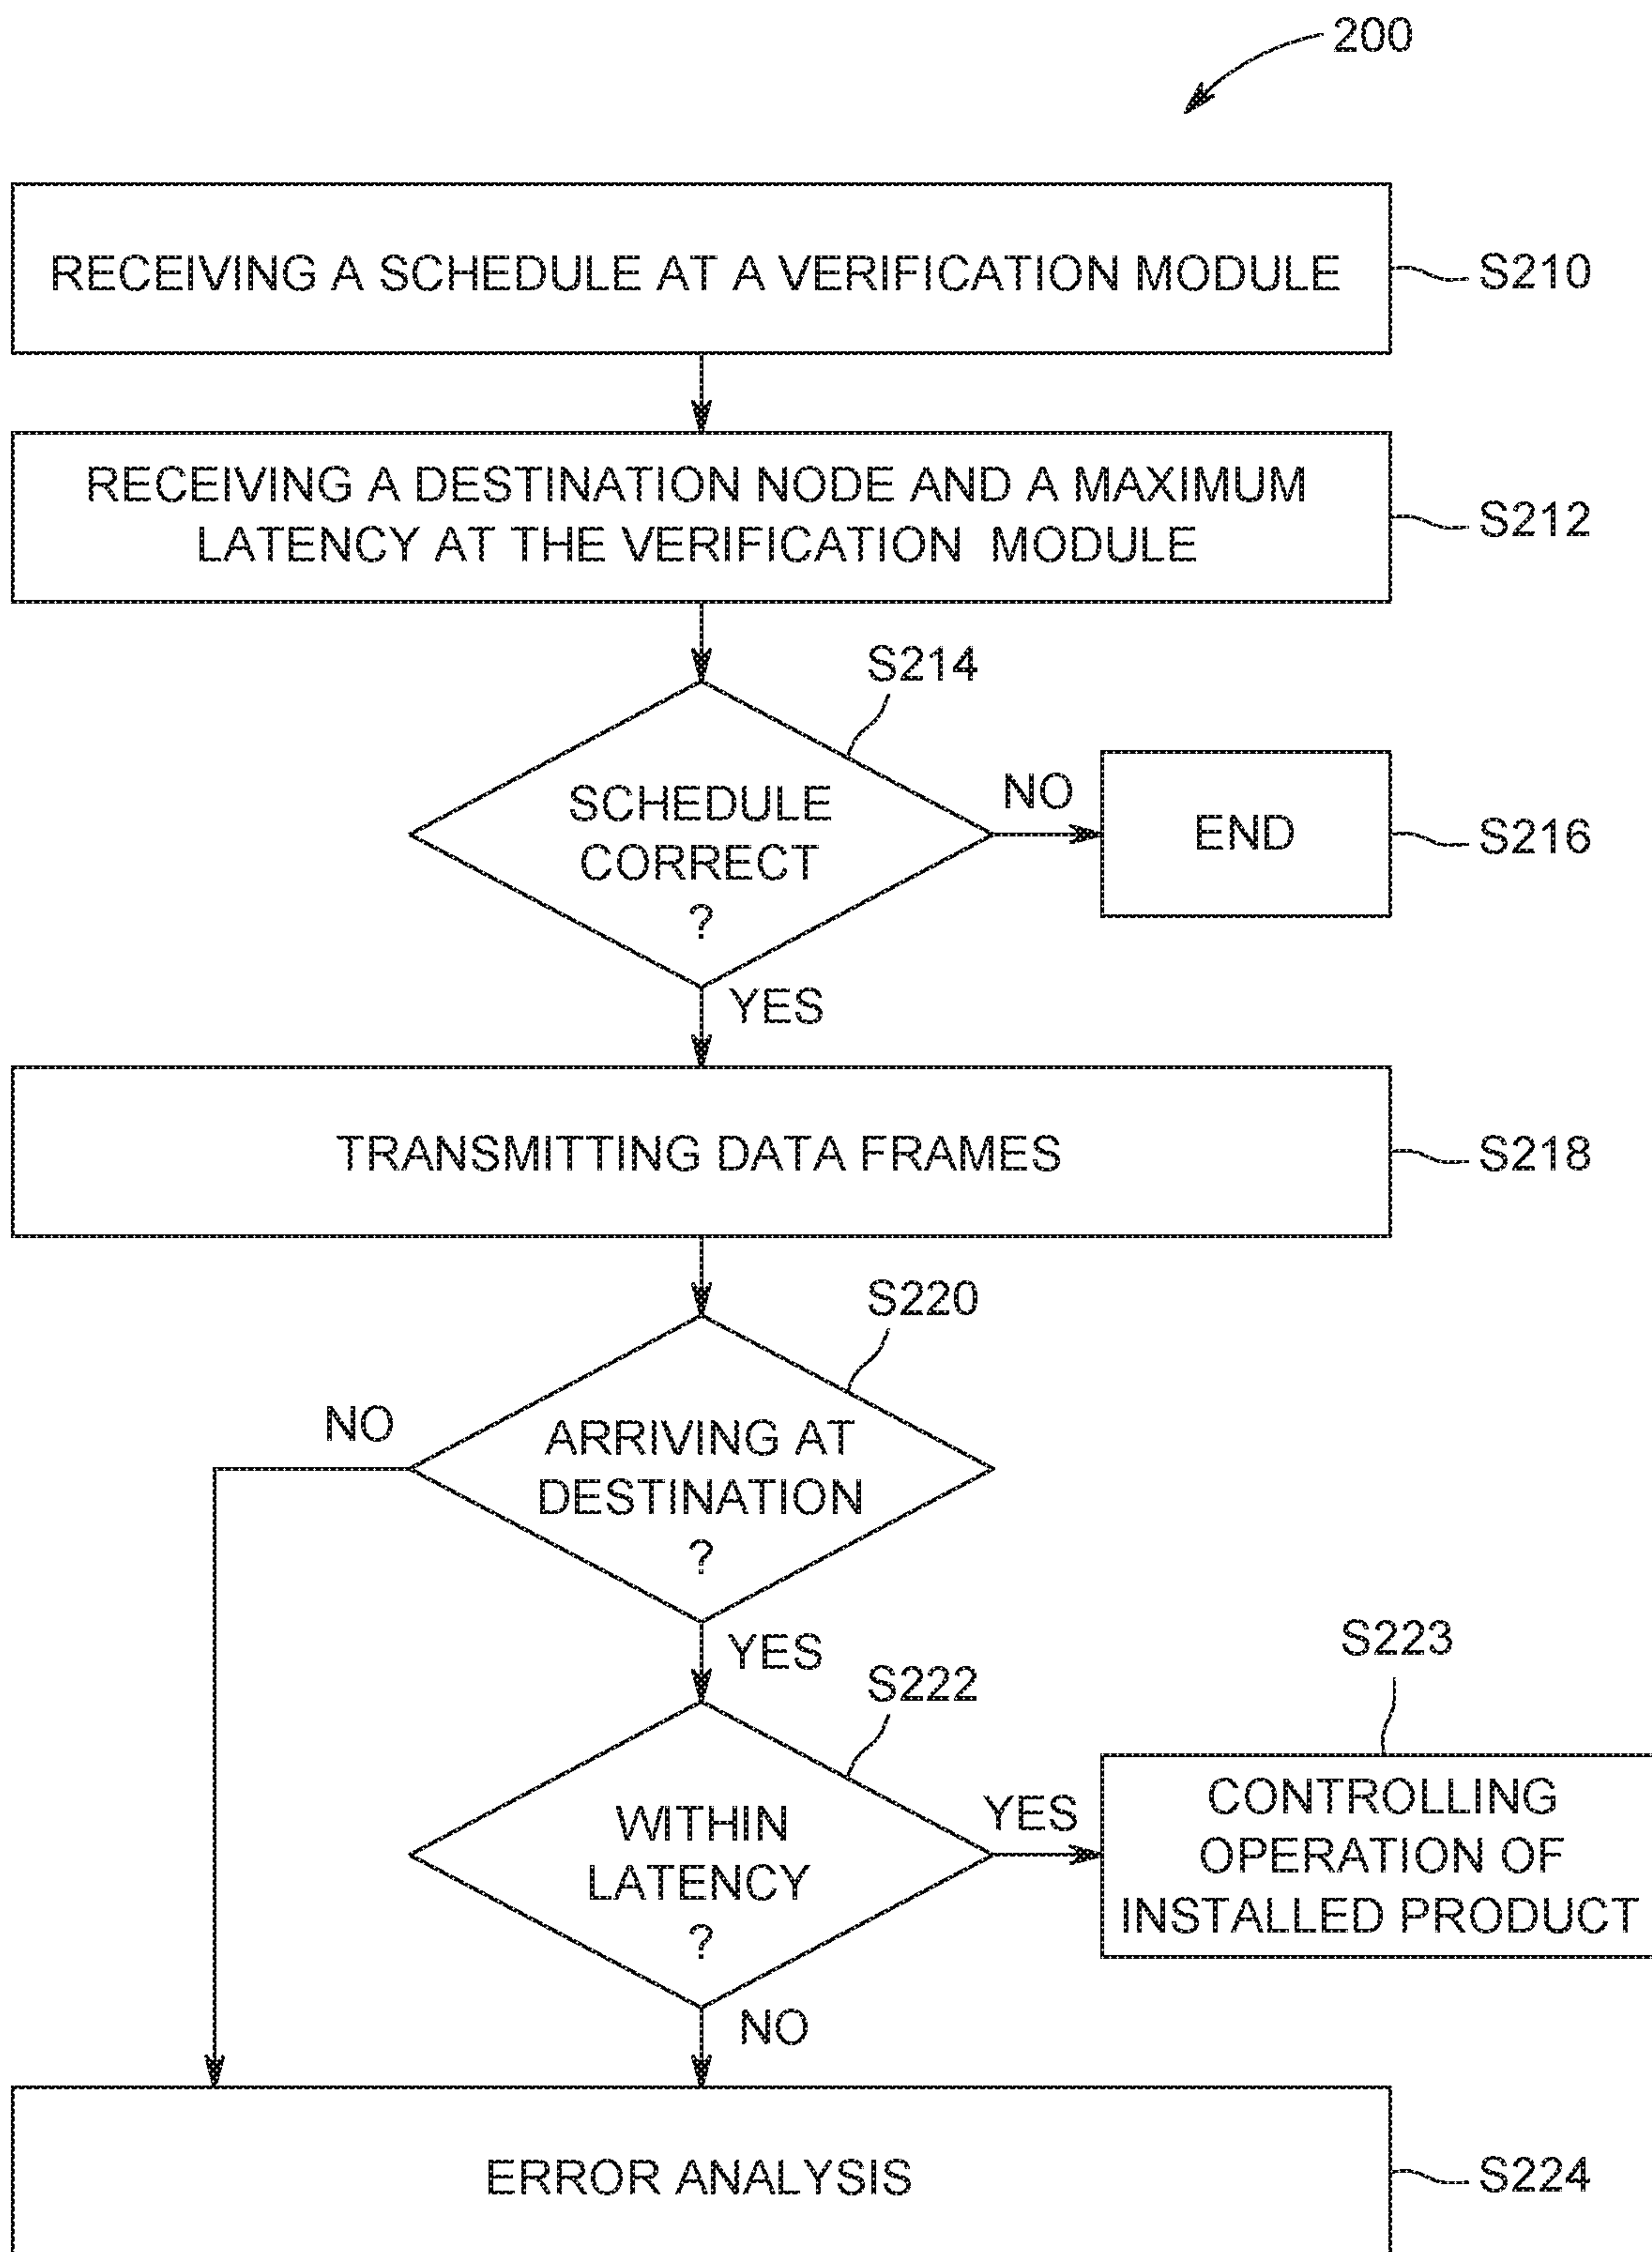 200
RECEIVING A SCHEDULE AT A VERIFICATION MODULE
S210
RECEIVING A DESTINATION NODE AND A MAXIMUM
LATENCY AT THE VERIFICATION MODULE
S212
S214
SCHEDULE
CORRECT
?
NO
END
S216
YES
TRANSMITTING DATA FRAMES
S218
S220
NO
ARRIVING AT
DESTINATION
?
YES
S222
S223
WITHIN
LATENCY
?
YES
CONTROLLING
OPERATION OF
INSTALLED PRODUCT
NO
ERROR ANALYSIS
S224